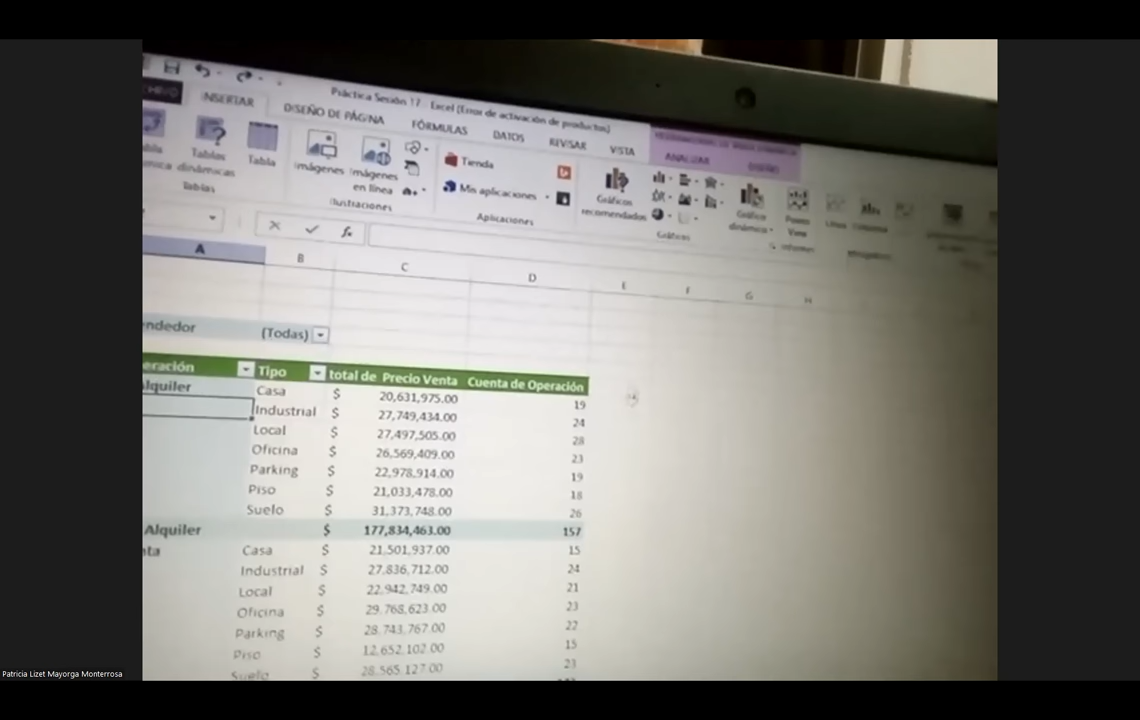 Práctica Sesión 17 - Excel (Error de activación de productos)
INSERTAR DISEÑO DE PÁGINA FÓRMULAS DATOS REVISAR VISTA ANALIZAR DISEÑO
Tablas dinámicas
Tabla
Tablas
Imágenes
Imágenes en línea
Ilustraciones
Tienda
Mis aplicaciones
Aplicaciones
Gráficos recomendados
Gráficos
Gráfico dinámico
Power View
Informes
fx
A B C D E F G H
ndedor (Todas)
eración Tipo total de Precio Venta Cuenta de Operación
lquiler Casa $ 20,631,975.00 19
Industrial $ 27,749,434.00 24
Local $ 27,497,505.00 28
Oficina $ 26,569,409.00 23
Parking $ 22,978,914.00 19
Piso $ 21,033,478.00 18
Suelo $ 31,373,748.00 26
Alquiler $ 177,834,463.00 157
nta Casa $ 21,501,937.00 15
Industrial $ 27,836,712.00 24
Local $ 22,942,749.00 21
Oficina $ 29,768,623.00 23
Parking $ 28,743,767.00 22
Piso $ 12,652,102.00 15
Suelo $ 28,565,127.00 23
Patricia Lizet Mayorga Monterrosa